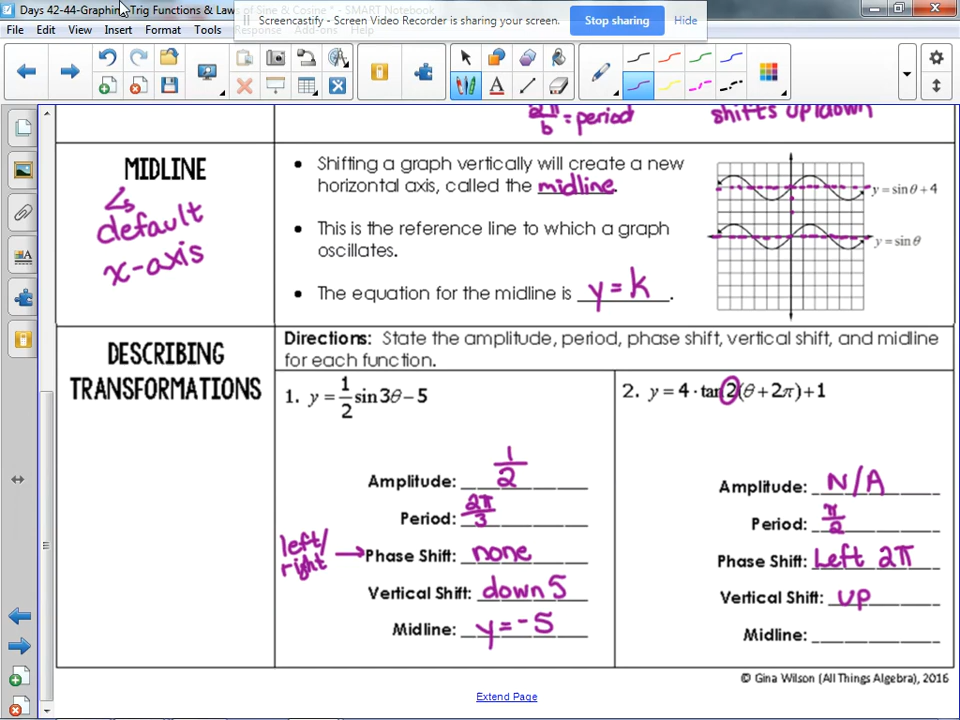 Days 42-44-Graphing Trig Functions & Laws of Sine & Cosine * - SMART Notebook
Screencastify - Screen Video Recorder is sharing your screen.
Stop sharing
Hide
File Edit View Insert Format Tools Response Add-ons Help
2π/b = period
shifts up/down
MIDLINE
↳ default
x-axis
• Shifting a graph vertically will create a new
horizontal axis, called the midline.
• This is the reference line to which a graph
oscillates.
• The equation for the midline is y = k.
y = sin θ + 4
y = sin θ
DESCRIBING
TRANSFORMATIONS
Directions: State the amplitude, period, phase shift, vertical shift, and midline
for each function.
1. y = 1/2 sin 3θ − 5
Amplitude: 1/2
Period: 2π/3
left/
right → Phase Shift: none
Vertical Shift: down 5
Midline: y = -5
2. y = 4 · tan 2(θ + 2π) + 1
Amplitude: N/A
Period: π/2
Phase Shift: Left 2π
Vertical Shift: up
Midline:
© Gina Wilson (All Things Algebra), 2016
Extend Page